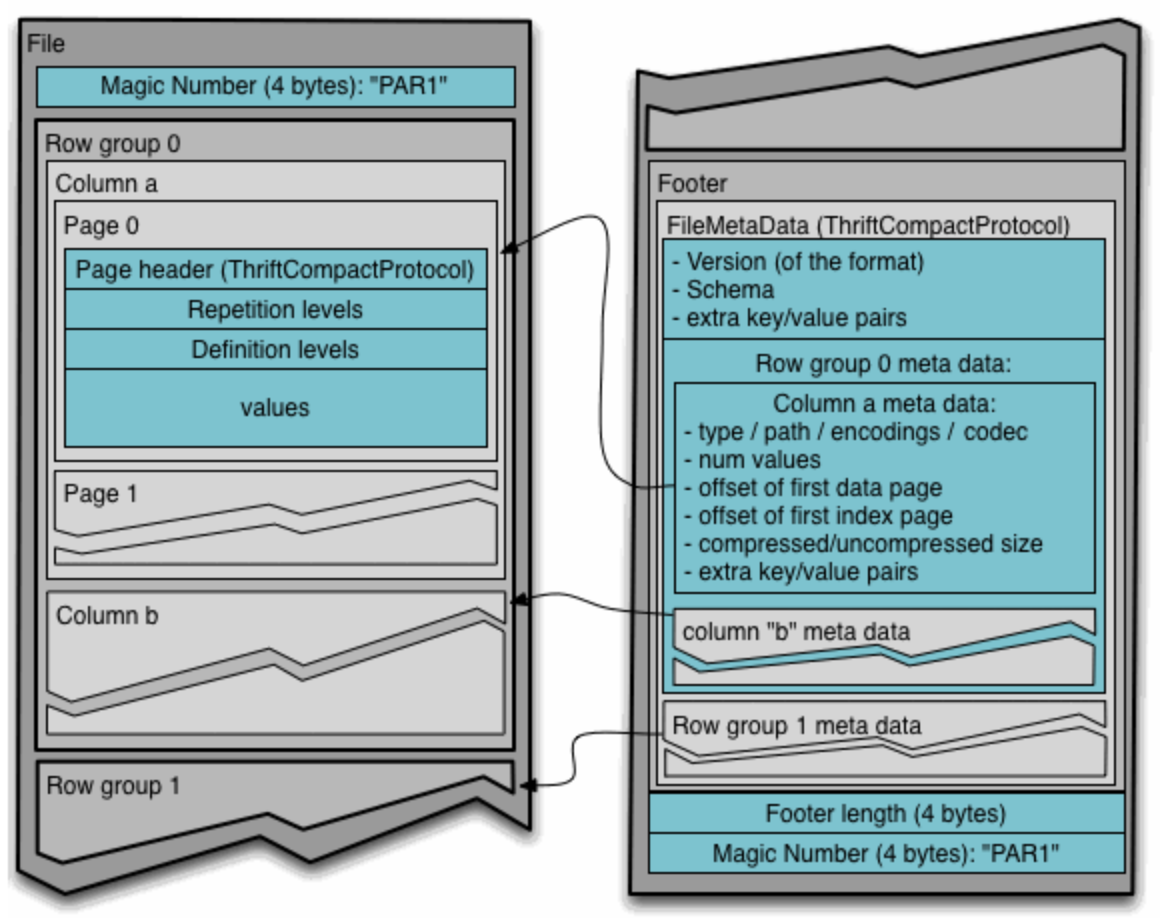 File
Magic Number (4 bytes): "PAR1"
Row group 0
Column a
Page 0
Page header (ThriftCompactProtocol)
Repetition levels
Definition levels
values
Page 1
Column b
Row group 1
Footer
FileMetaData (ThriftCompactProtocol)
- Version (of the format)
- Schema
- extra key/value pairs
Row group 0 meta data:
Column a meta data:
- type / path / encodings / codec
- num values
- offset of first data page
- offset of first index page
- compressed/uncompressed size
- extra key/value pairs
column "b" meta data
Row group 1 meta data
Footer length (4 bytes)
Magic Number (4 bytes): "PAR1"